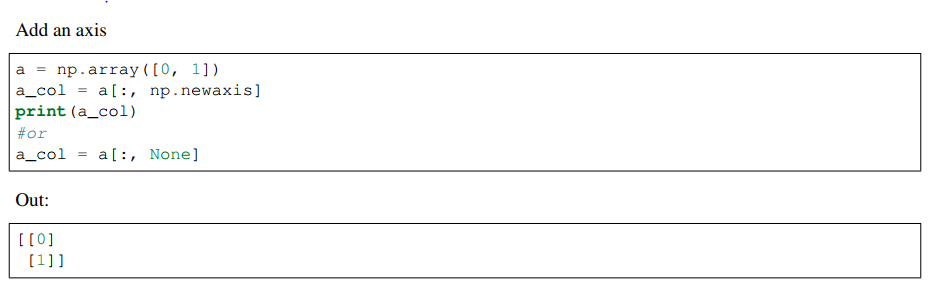 Add an axis
a = np.array([0, 1])
a_col = a[:, np.newaxis]
print(a_col)
#or
a_col = a[:, None]
Out:
[[0]
 [1]]